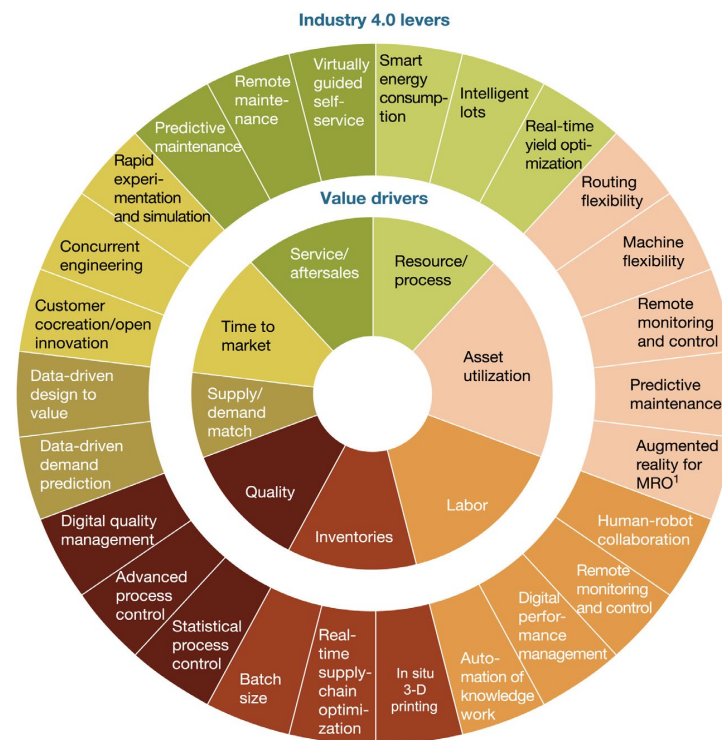 Industry 4.0 levers
Smart
energy
consump-
tion
Intelligent
lots
Real-time
yield opti-
mization
Routing
flexibility
Machine
flexibility
Remote
monitoring
and control
Predictive
maintenance
Augmented
reality for
MRO¹
Human-robot
collaboration
Remote
monitoring
and control
Digital
perfor-
mance
management
Auto-
mation of
knowledge
work
In situ
3-D
printing
Real-
time
supply-
chain
optimi-
zation
Batch
size
Statistical
process
control
Advanced
process
control
Digital quality
management
Data-driven
demand
prediction
Data-driven
design to
value
Customer
cocreation/open
innovation
Concurrent
engineering
Rapid
experi-
mentation
and simulation
Predictive
maintenance
Remote
mainte-
nance
Virtually
guided
self-
service
Value drivers
Resource/
process
Asset
utilization
Labor
Inventories
Quality
Supply/
demand
match
Time to
market
Service/
aftersales